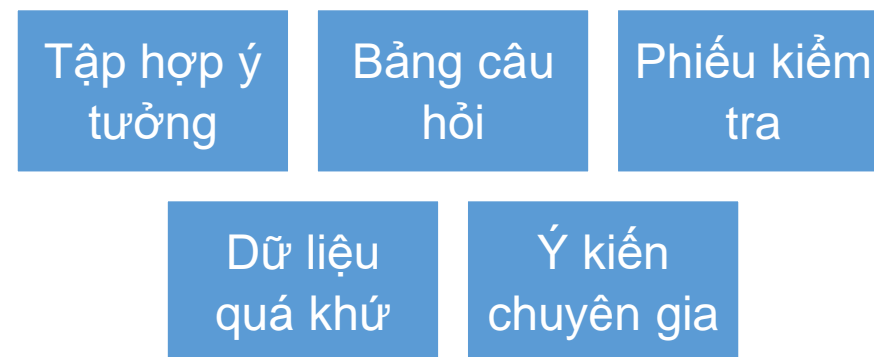 Tập hợp ý
tưởng
Bảng câu
hỏi
Phiếu kiểm
tra
Dữ liệu
quá khứ
Ý kiến
chuyên gia